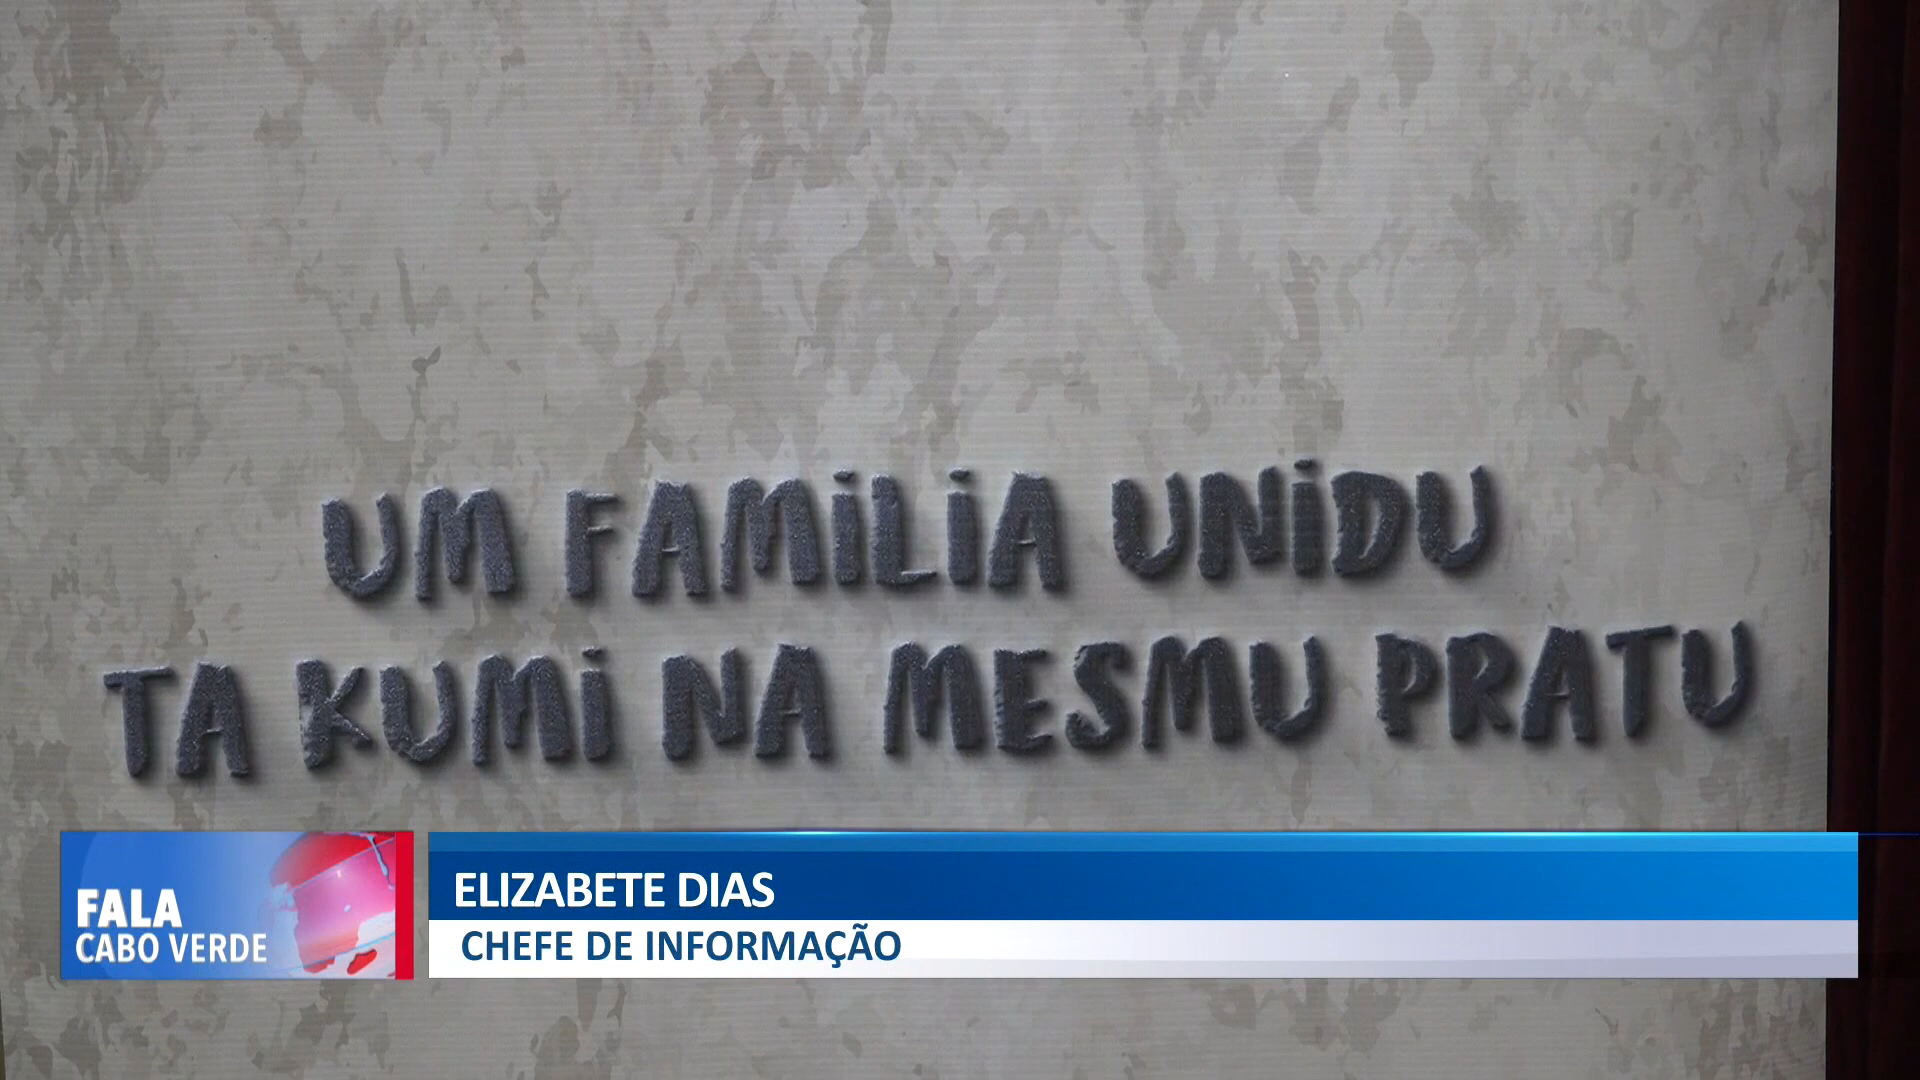 UM FAMILIA UNIDU
TA KUMI NA MESMU PRATU
FALA
CABO VERDE
ELIZABETE DIAS
CHEFE DE INFORMAÇÃO